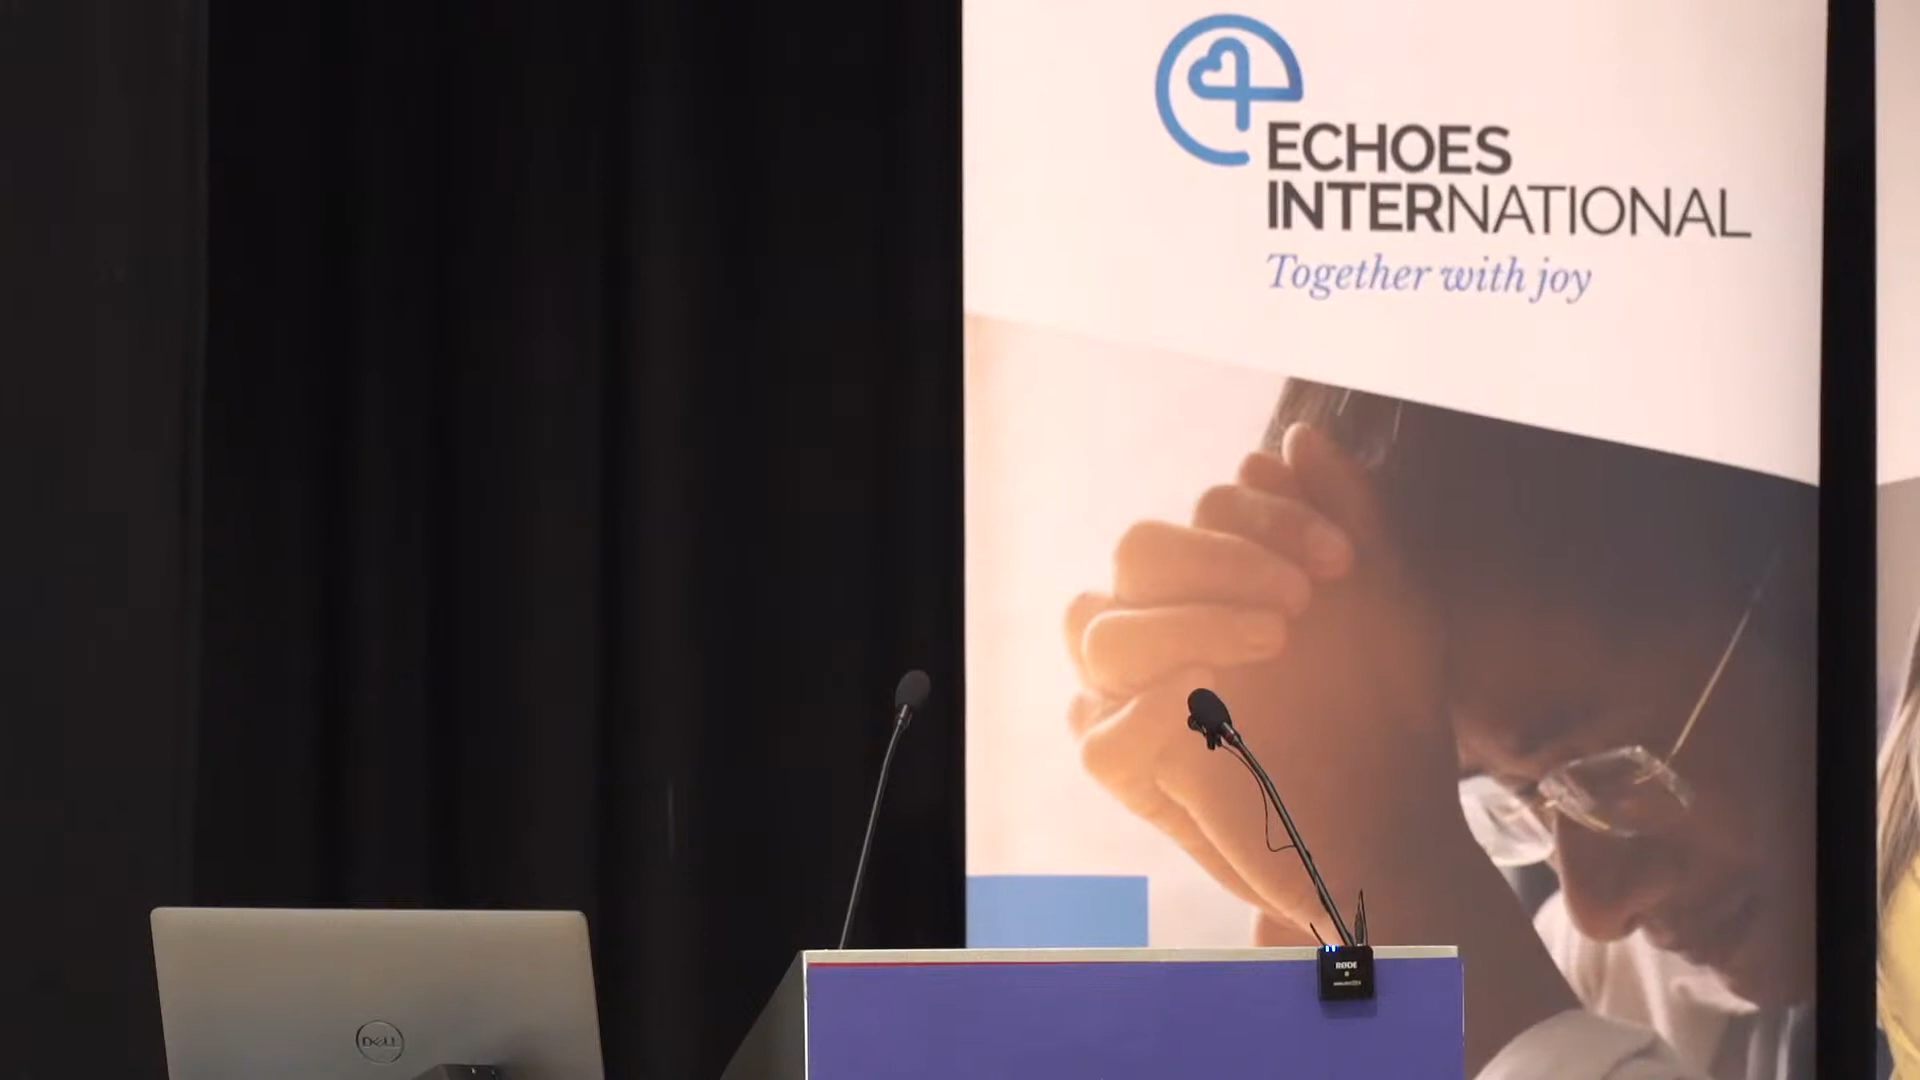 ECHOES
INTERNATIONAL
Together with joy
DELL
RØDE